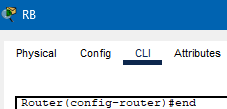 RB
Physical Config CLI Attributes
Router(config-router)#end